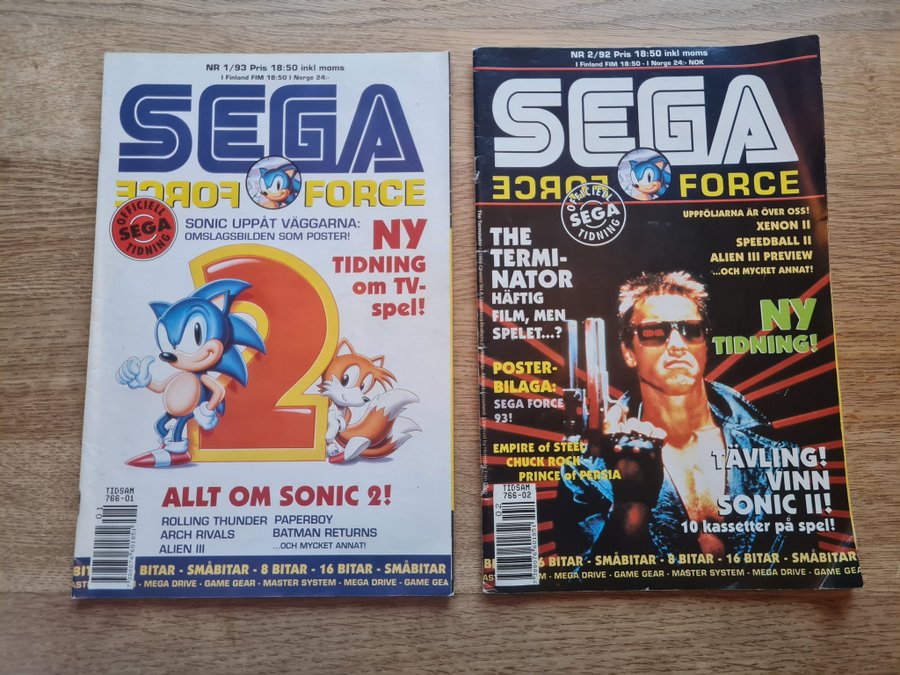 NR 1/93 Pris 18:50 inkl moms
I Finland FIM 18:50 I Norge 24:-
SEGA
FORCE FORCE
OFFICIELL
SEGA
TIDNING
SONIC UPPÅT VÄGGARNA:
OMSLAGSBILDEN SOM POSTER!
NY
TIDNING
om TV-
spel!
2
ALLT OM SONIC 2!
ROLLING THUNDER PAPERBOY
ARCH RIVALS BATMAN RETURNS
ALIEN III ...OCH MYCKET ANNAT!
TIDSAM
766-01
01
BITAR - SMÅBITAR - 8 BITAR - 16 BITAR - SMÅBITAR
- MEGA DRIVE - GAME GEAR - MASTER SYSTEM - MEGA DRIVE - GAME GEA
NR 2/92 Pris 18:50 inkl moms
I Finland FIM 18:50 I Norge 24:- NOK
SEGA
FORCE FORCE
OFFICIELL
SEGA
TIDNING
UPPFÖLJARNA ÄR ÖVER OSS!
XENON II
SPEEDBALL II
ALIEN III PREVIEW
...OCH MYCKET ANNAT!
THE
TERMI-
NATOR
HÄFTIG
FILM, MEN
SPELET...?
NY
TIDNING!
POSTER-
BILAGA:
SEGA FORCE
93!
EMPIRE of STEEL
CHUCK ROCK
PRINCE of PERSIA
TÄVLING!
VINN
SONIC II!
10 kassetter på spel!
TIDSAM
766-02
02
6 BITAR - SMÅBITAR - 8 BITAR - 16 BITAR - SMÅBITAR
- MEGA DRIVE - GAME GEAR - MASTER SYSTEM - MEGA DRIVE - GAME GEA